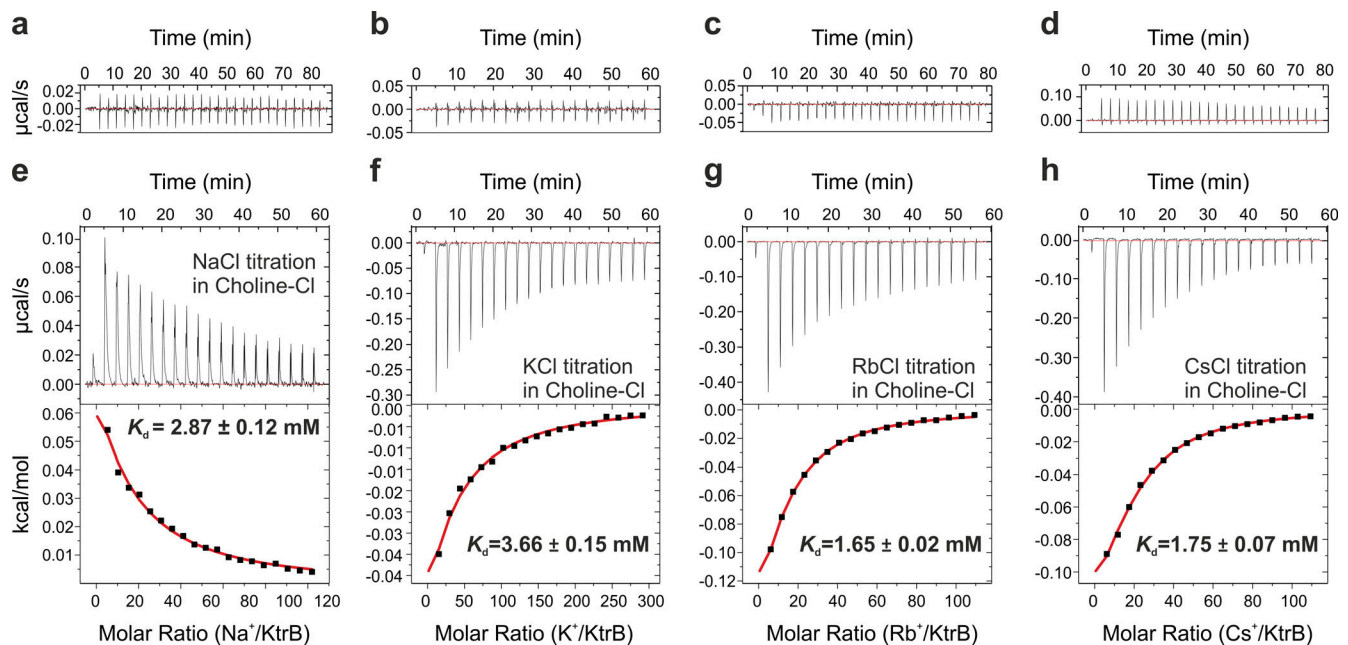 a
Time (min)
0 10 20 30 40 50 60 70 80
µcal/s
0.02
0.00
-0.02
b
Time (min)
0 10 20 30 40 50 60
0.05
0.00
-0.05
c
Time (min)
0 10 20 30 40 50 60 70 80
0.05
0.00
-0.05
d
Time (min)
0 10 20 30 40 50 60 70 80
0.10
0.00
e
Time (min)
0 10 20 30 40 50 60
µcal/s
0.10
0.08
0.06
0.04
0.02
0.00
NaCl titration
in Choline-Cl
kcal/mol
0.06
0.05
0.04
0.03
0.02
0.01
Kd = 2.87 ± 0.12 mM
0 20 40 60 80 100 120
Molar Ratio (Na⁺/KtrB)
f
Time (min)
0 10 20 30 40 50 60
0.00
-0.05
-0.10
-0.15
-0.20
-0.25
-0.30
KCl titration
in Choline-Cl
0.00
-0.01
-0.01
-0.02
-0.02
-0.03
-0.04
-0.04
Kd=3.66 ± 0.15 mM
0 50 100 150 200 250 300
Molar Ratio (K⁺/KtrB)
g
Time (min)
0 10 20 30 40 50 60
0.00
-0.10
-0.20
-0.30
-0.40
RbCl titration
in Choline-Cl
0.00
-0.02
-0.04
-0.06
-0.08
-0.10
-0.12
Kd=1.65 ± 0.02 mM
0 20 40 60 80 100
Molar Ratio (Rb⁺/KtrB)
h
Time (min)
0 10 20 30 40 50 60
0.00
-0.10
-0.20
-0.30
-0.40
CsCl titration
in Choline-Cl
0.00
-0.02
-0.04
-0.06
-0.08
-0.10
Kd=1.75 ± 0.07 mM
0 20 40 60 80 100
Molar Ratio (Cs⁺/KtrB)